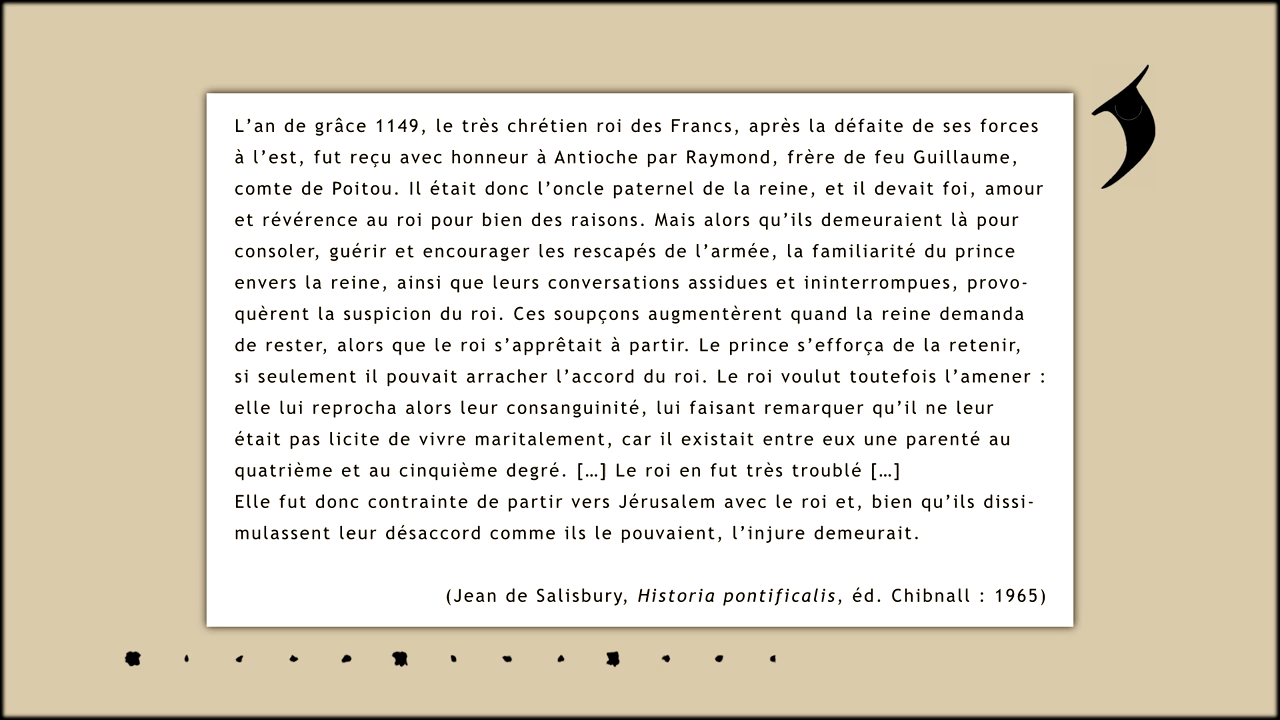 L’an de grâce 1149, le très chrétien roi des Francs, après la défaite de ses forces
à l’est, fut reçu avec honneur à Antioche par Raymond, frère de feu Guillaume,
comte de Poitou. Il était donc l’oncle paternel de la reine, et il devait foi, amour
et révérence au roi pour bien des raisons. Mais alors qu’ils demeuraient là pour
consoler, guérir et encourager les rescapés de l’armée, la familiarité du prince
envers la reine, ainsi que leurs conversations assidues et ininterrompues, provo-
quèrent la suspicion du roi. Ces soupçons augmentèrent quand la reine demanda
de rester, alors que le roi s’apprêtait à partir. Le prince s’efforça de la retenir,
si seulement il pouvait arracher l’accord du roi. Le roi voulut toutefois l’amener :
elle lui reprocha alors leur consanguinité, lui faisant remarquer qu’il ne leur
était pas licite de vivre maritalement, car il existait entre eux une parenté au
quatrième et au cinquième degré. […] Le roi en fut très troublé […]
Elle fut donc contrainte de partir vers Jérusalem avec le roi et, bien qu’ils dissi-
mulassent leur désaccord comme ils le pouvaient, l’injure demeurait.
(Jean de Salisbury, Historia pontificalis, éd. Chibnall : 1965)